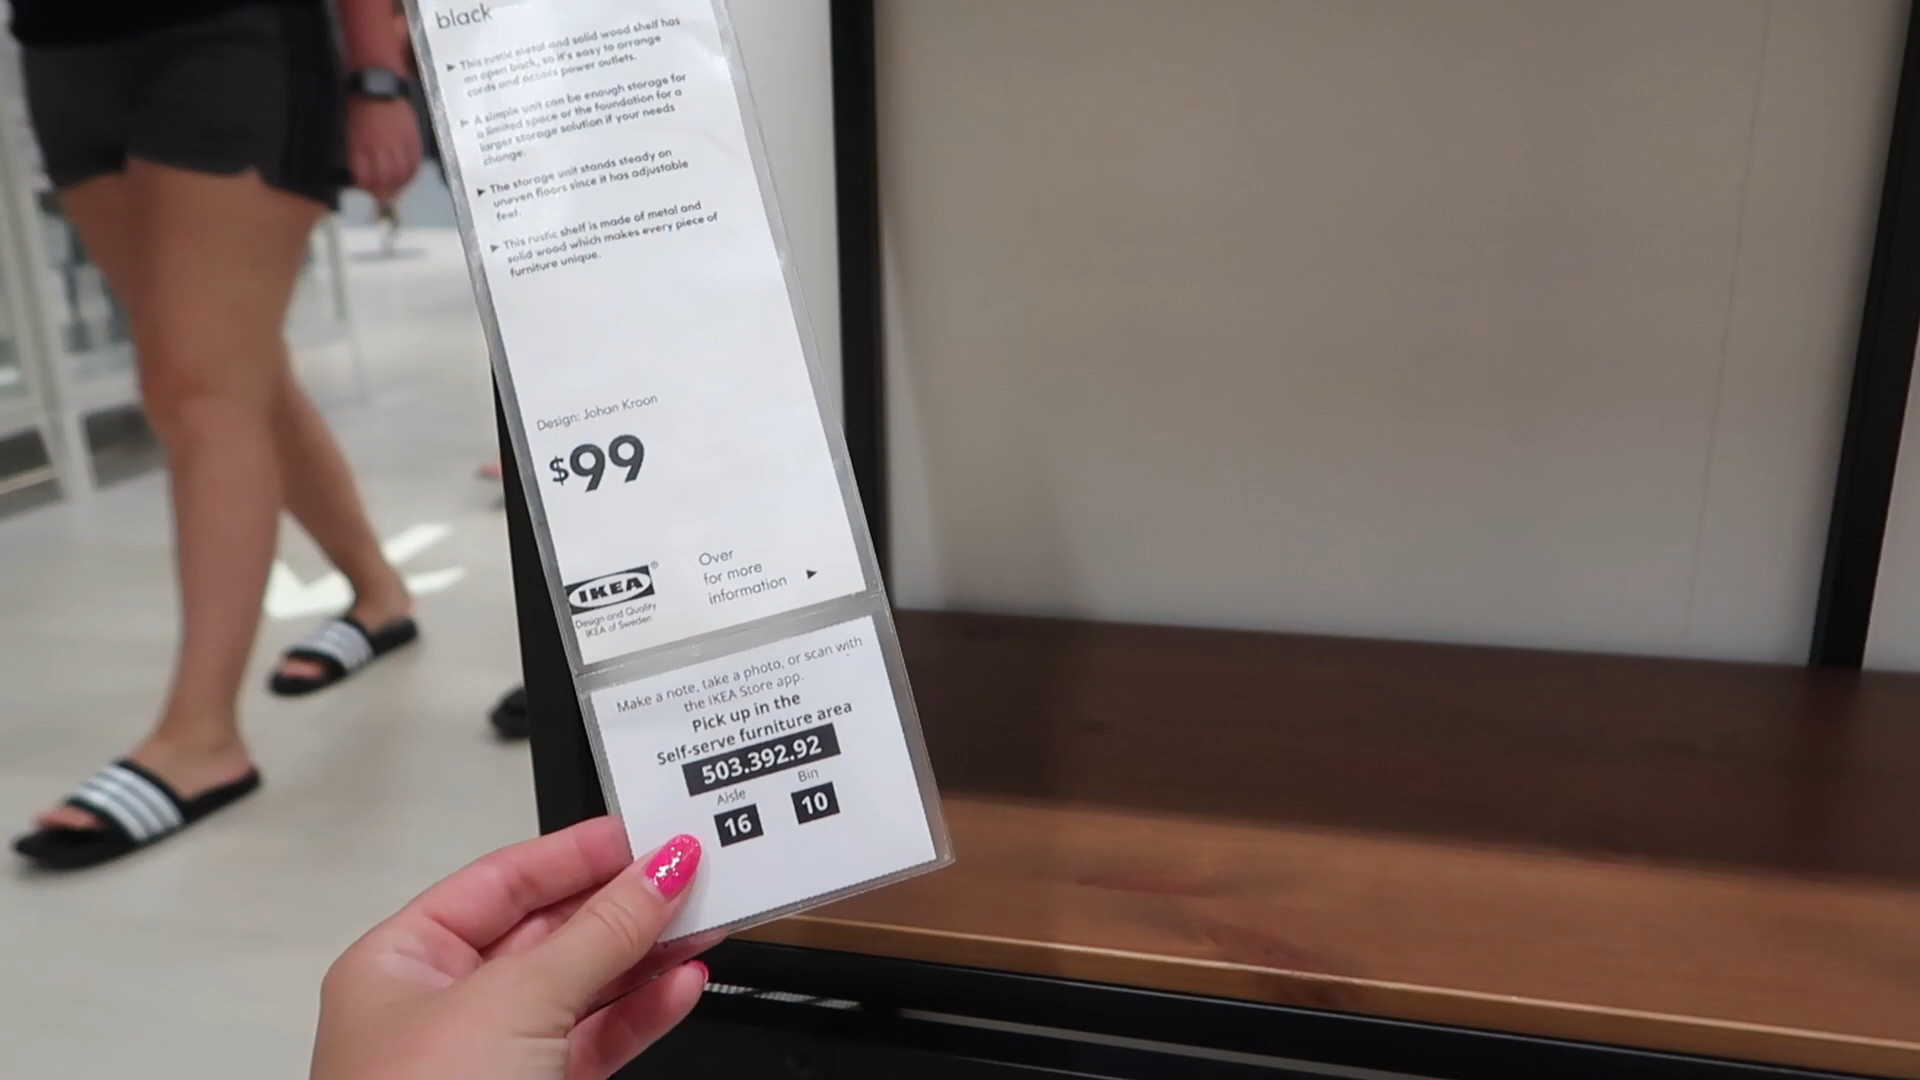 black
► This rustic metal and solid wood shelf has
an open back, so it's easy to arrange
cords and access power outlets.
► A simple unit can be enough storage for
a limited space or the foundation for a
larger storage solution if your needs
change.
► The storage unit stands steady on
uneven floors since it has adjustable
feet.
► This rustic shelf is made of metal and
solid wood which makes every piece of
furniture unique.
Design: Johan Kroon
$99
IKEA®
Design and Quality
IKEA of Sweden
Over
for more
information ►
Make a note, take a photo, or scan with
the IKEA Store app.
Pick up in the
Self-serve furniture area
503.392.92
Aisle Bin
16 10